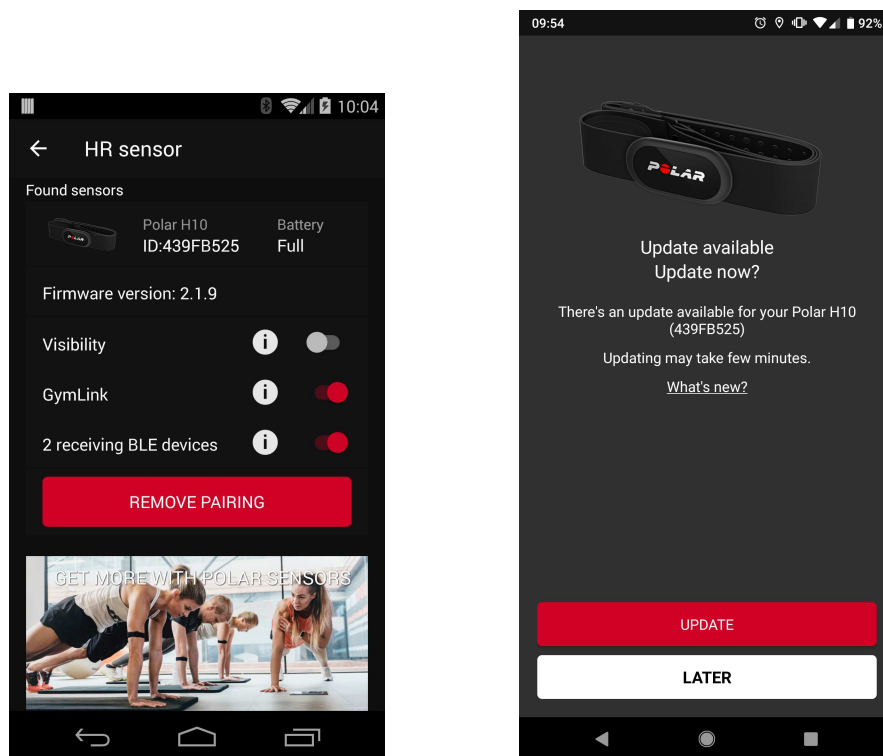 10:04
HR sensor
Found sensors
Polar H10
Battery
ID:439FB525
Full
Firmware version: 2.1.9
Visibility
i
GymLink
i
2 receiving BLE devices
i
REMOVE PAIRING
GET MORE WITH POLAR SENSORS
09:54
92%
POLAR
Update available
Update now?
There's an update available for your Polar H10
(439FB525)
Updating may take few minutes.
What's new?
UPDATE
LATER